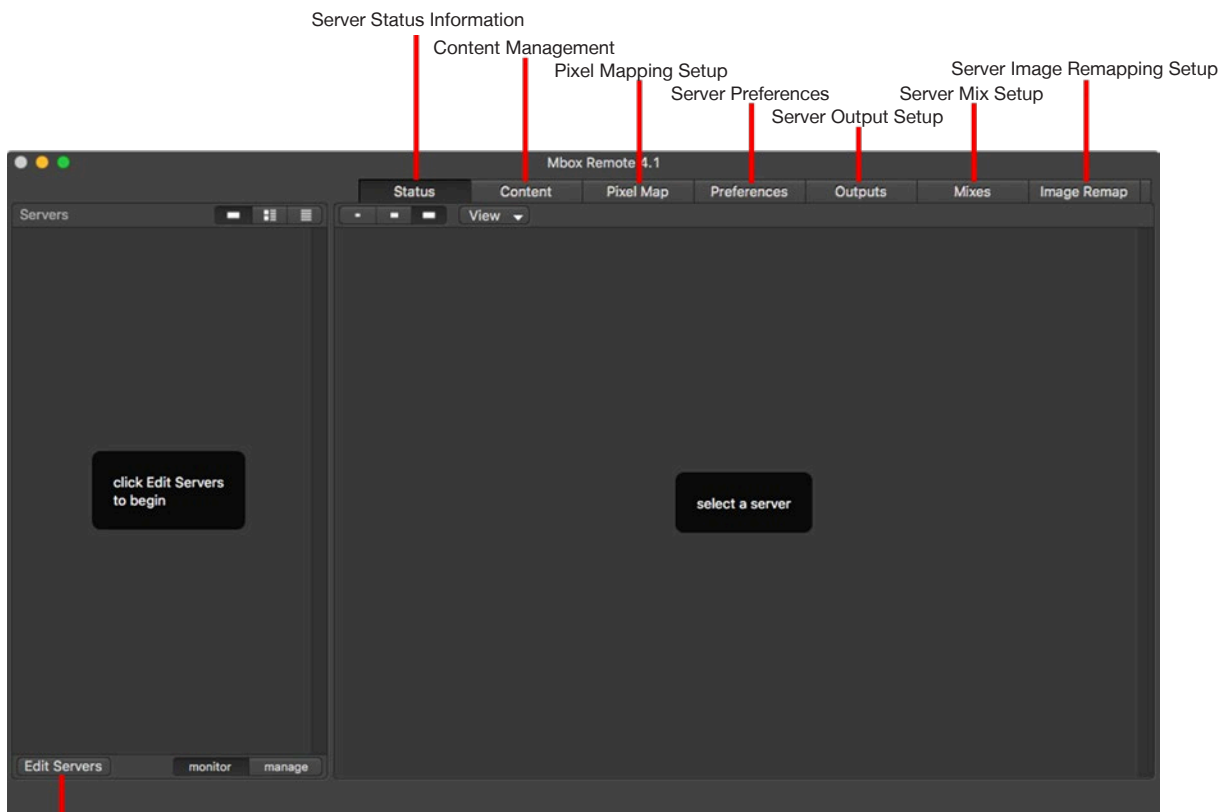 Server Status Information
Content Management
Pixel Mapping Setup
Server Image Remapping Setup
Server Preferences
Server Mix Setup
Server Output Setup
Mbox Remote 4.1
Status Content Pixel Map Preferences Outputs Mixes Image Remap
Servers
View
click Edit Servers
to begin
select a server
Edit Servers
monitor manage